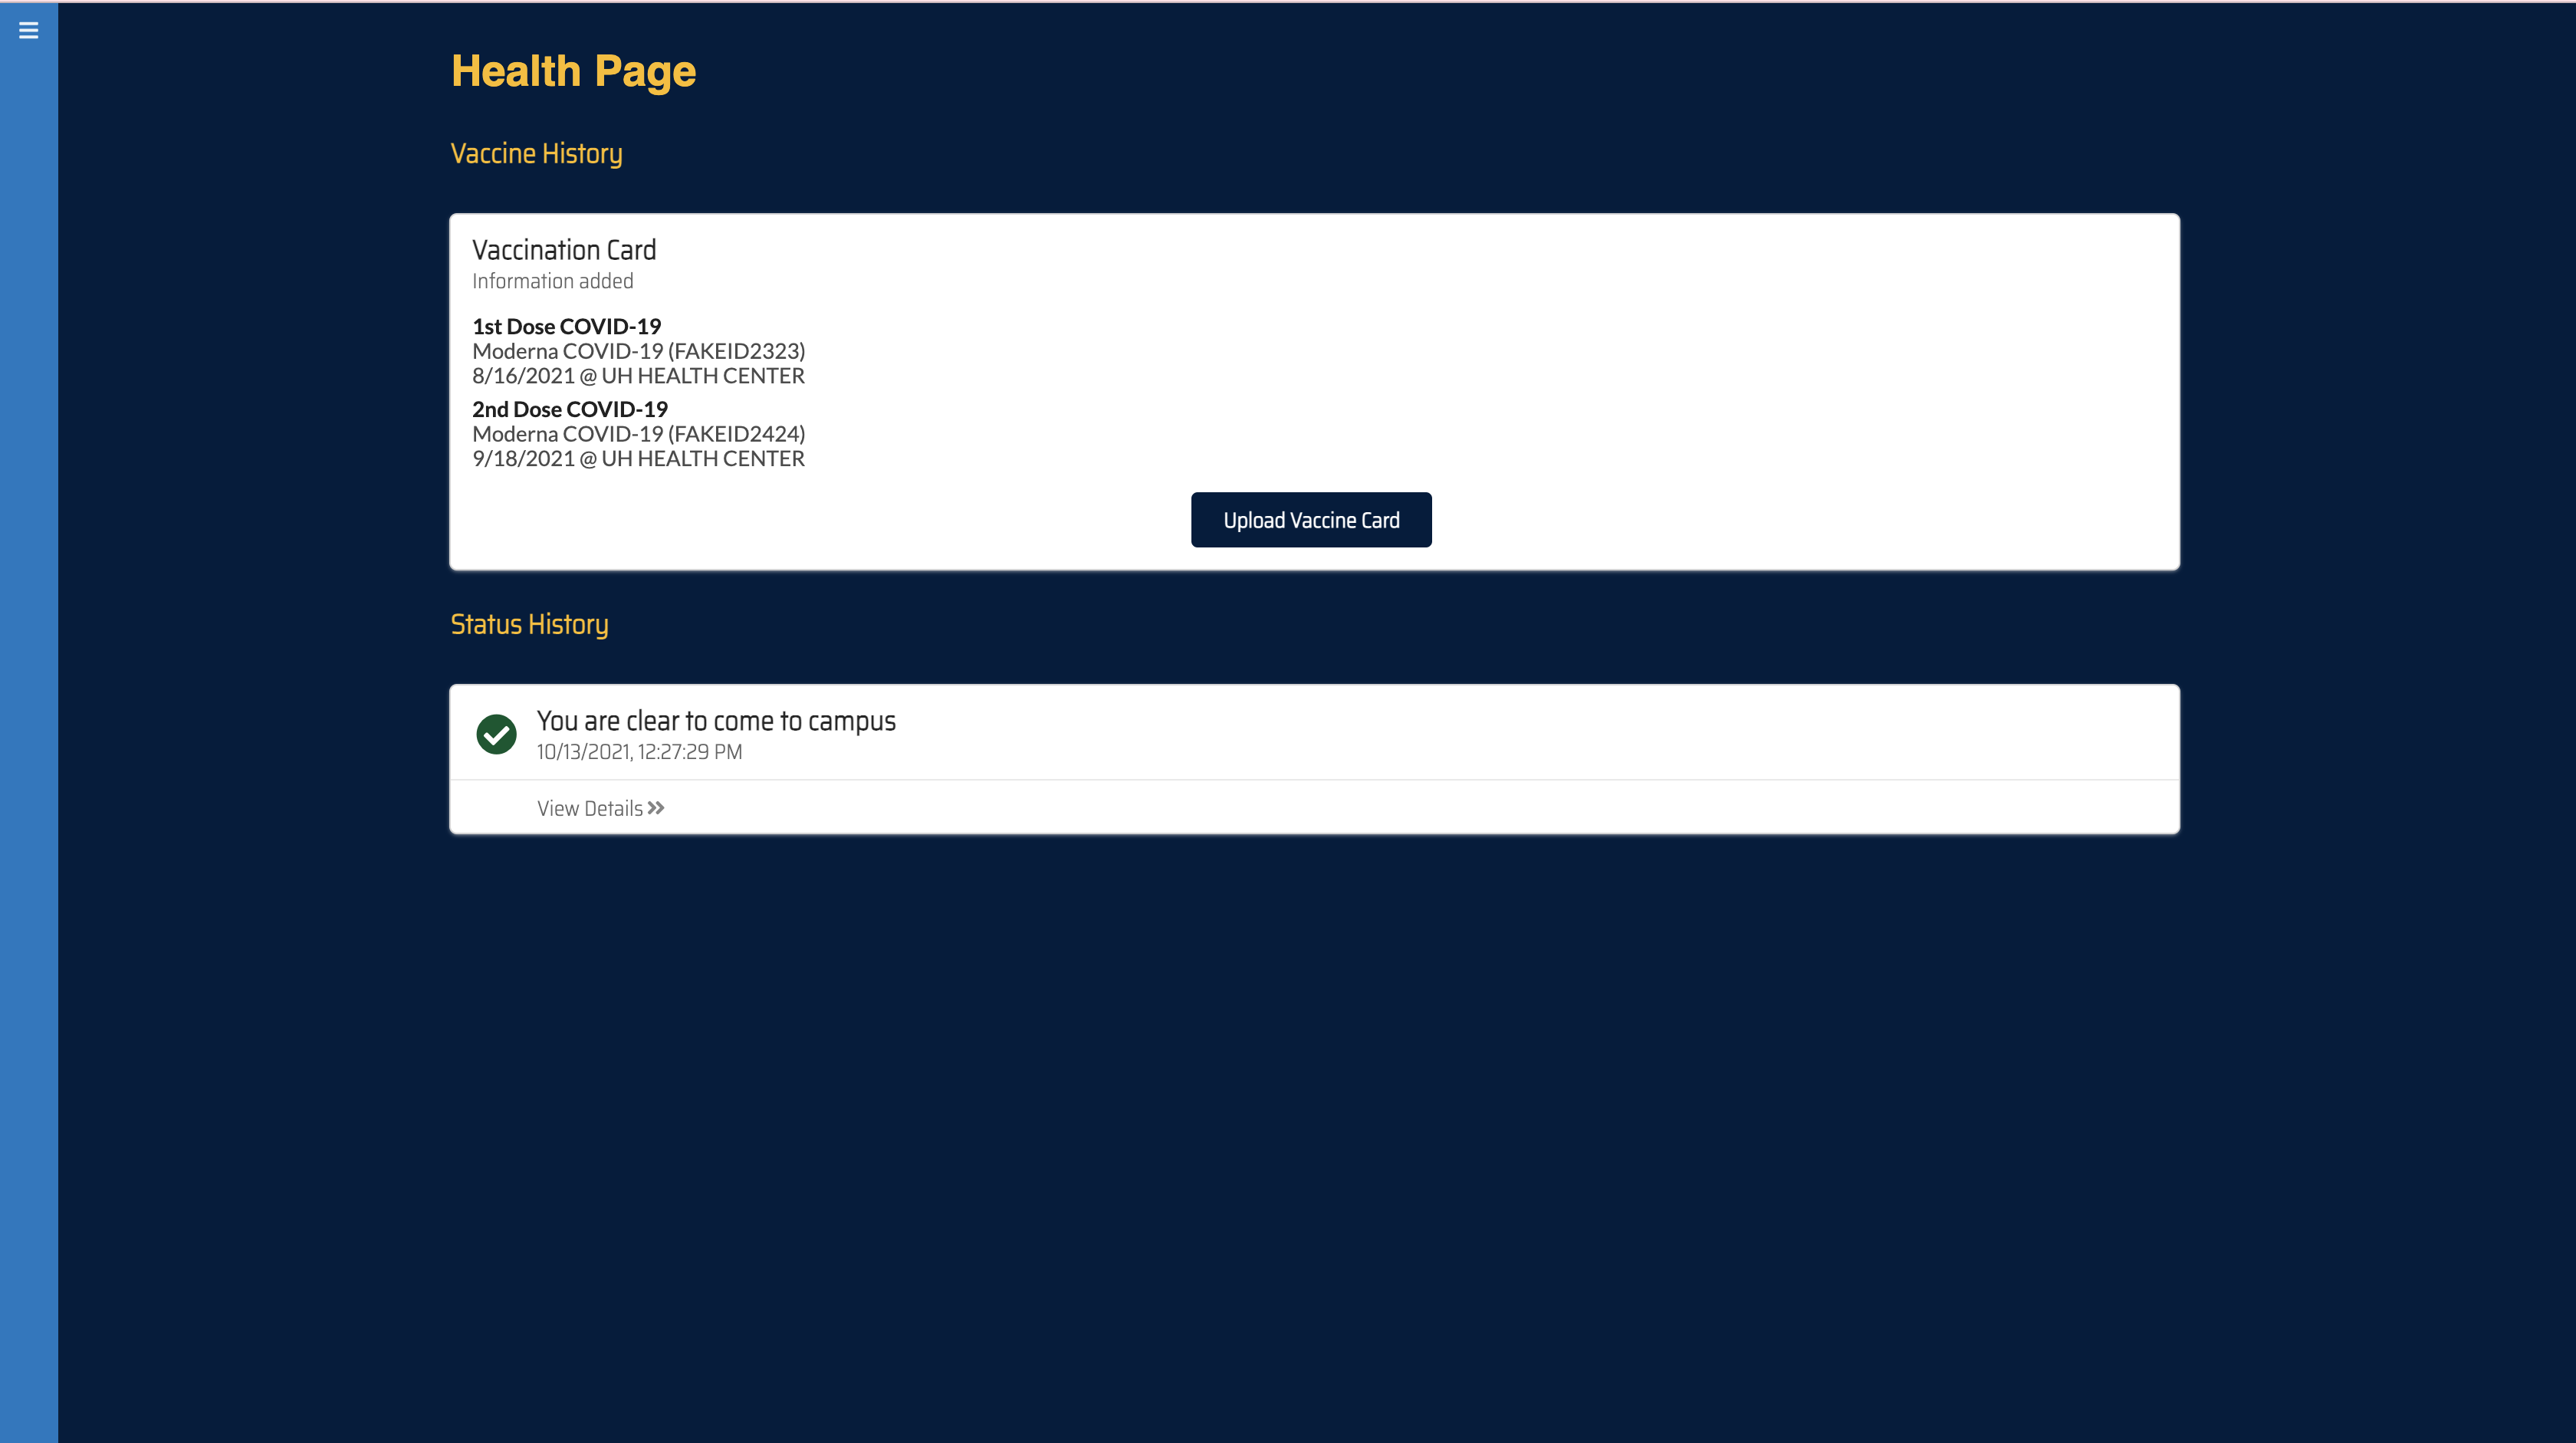 Health Page
Vaccine History
Vaccination Card
Information added
1st Dose COVID-19
Moderna COVID-19 (FAKEID2323)
8/16/2021 @ UH HEALTH CENTER
2nd Dose COVID-19
Moderna COVID-19 (FAKEID2424)
9/18/2021 @ UH HEALTH CENTER
Upload Vaccine Card
Status History
You are clear to come to campus
10/13/2021, 12:27:29 PM
View Details